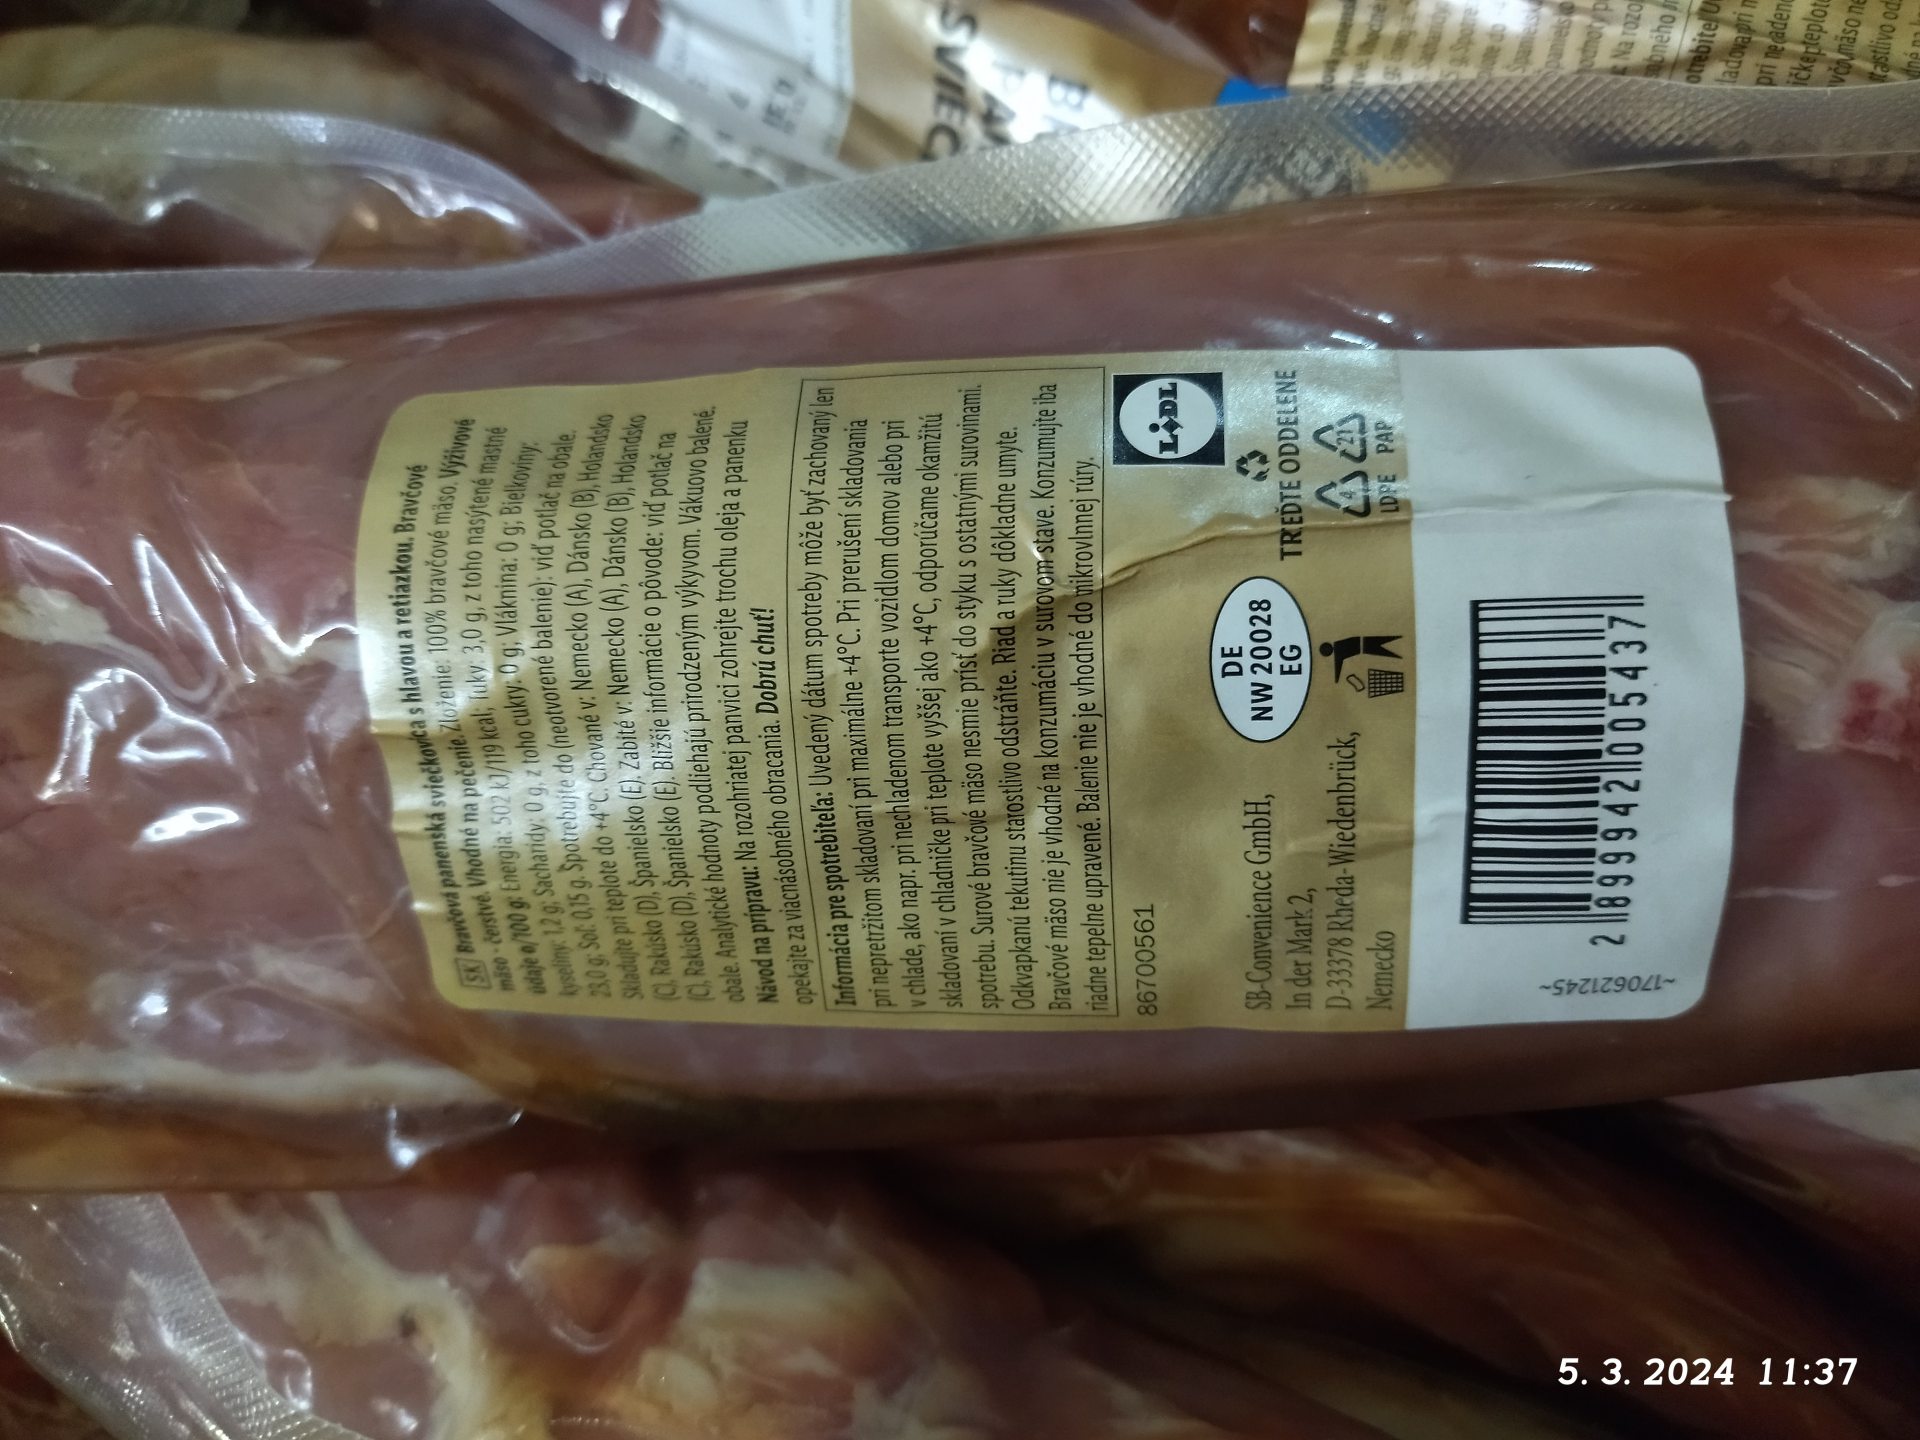 SK Bravčová panenská sviečkovica s hlavou a retiazkou. Bravčové
mäso - čerstvé. Vhodné na pečenie. Zloženie: 100% bravčové mäso. Výživové
údaje ø/100 g: Energia: 502 kJ/119 kcal; Tuky: 3,0 g, z toho nasýtené mastné
kyseliny: 1,2 g; Sacharidy: 0 g, z toho cukry: 0 g; Vláknina: 0 g; Bielkoviny:
23,0 g; Soľ: 0,15 g. Spotrebujte do (neotvorené balenie): viď potlač na obale.
Skladujte pri teplote do +4°C. Chované v: Nemecko (A), Dánsko (B), Holandsko
(C), Rakúsko (D), Španielsko (E). Zabité v: Nemecko (A), Dánsko (B), Holandsko
(C), Rakúsko (D), Španielsko (E). Bližšie informácie o pôvode: viď potlač na
obale. Analytické hodnoty podliehajú prirodzeným výkyvom. Vákuovo balené.
Návod na prípravu: Na rozohriatej panvici zohrejte trochu oleja a panenku
opekajte za viacnásobného obracania. Dobrú chuť!
Informácia pre spotrebiteľa: Uvedený dátum spotreby môže byť zachovaný len
pri nepretržitom skladovaní pri maximálne +4°C. Pri prerušení skladovania
v chlade, ako napr. pri nechladenom transporte vozidlom domov alebo pri
skladovaní v chladničke pri teplote vyššej ako +4°C, odporúčame okamžitú
spotrebu. Surové bravčové mäso nesmie prísť do styku s ostatnými surovinami.
Odkvapkanú tekutinu starostlivo odstráňte. Riad a ruky dôkladne umyte.
Bravčové mäso nie je vhodné na konzumáciu v surovom stave. Konzumujte iba
riadne tepelne upravené. Balenie nie je vhodné do mikrovlnnej rúry.
86700561
LIDL
SB-Convenience GmbH,
In der Mark 2,
D-33378 Rheda-Wiedenbrück,
Nemecko
DE
NW 20028
EG
TRIEĎTE ODDELENE
4 21
LDPE PAP
2 899942 005437
~170621245~
5. 3. 2024 11:37